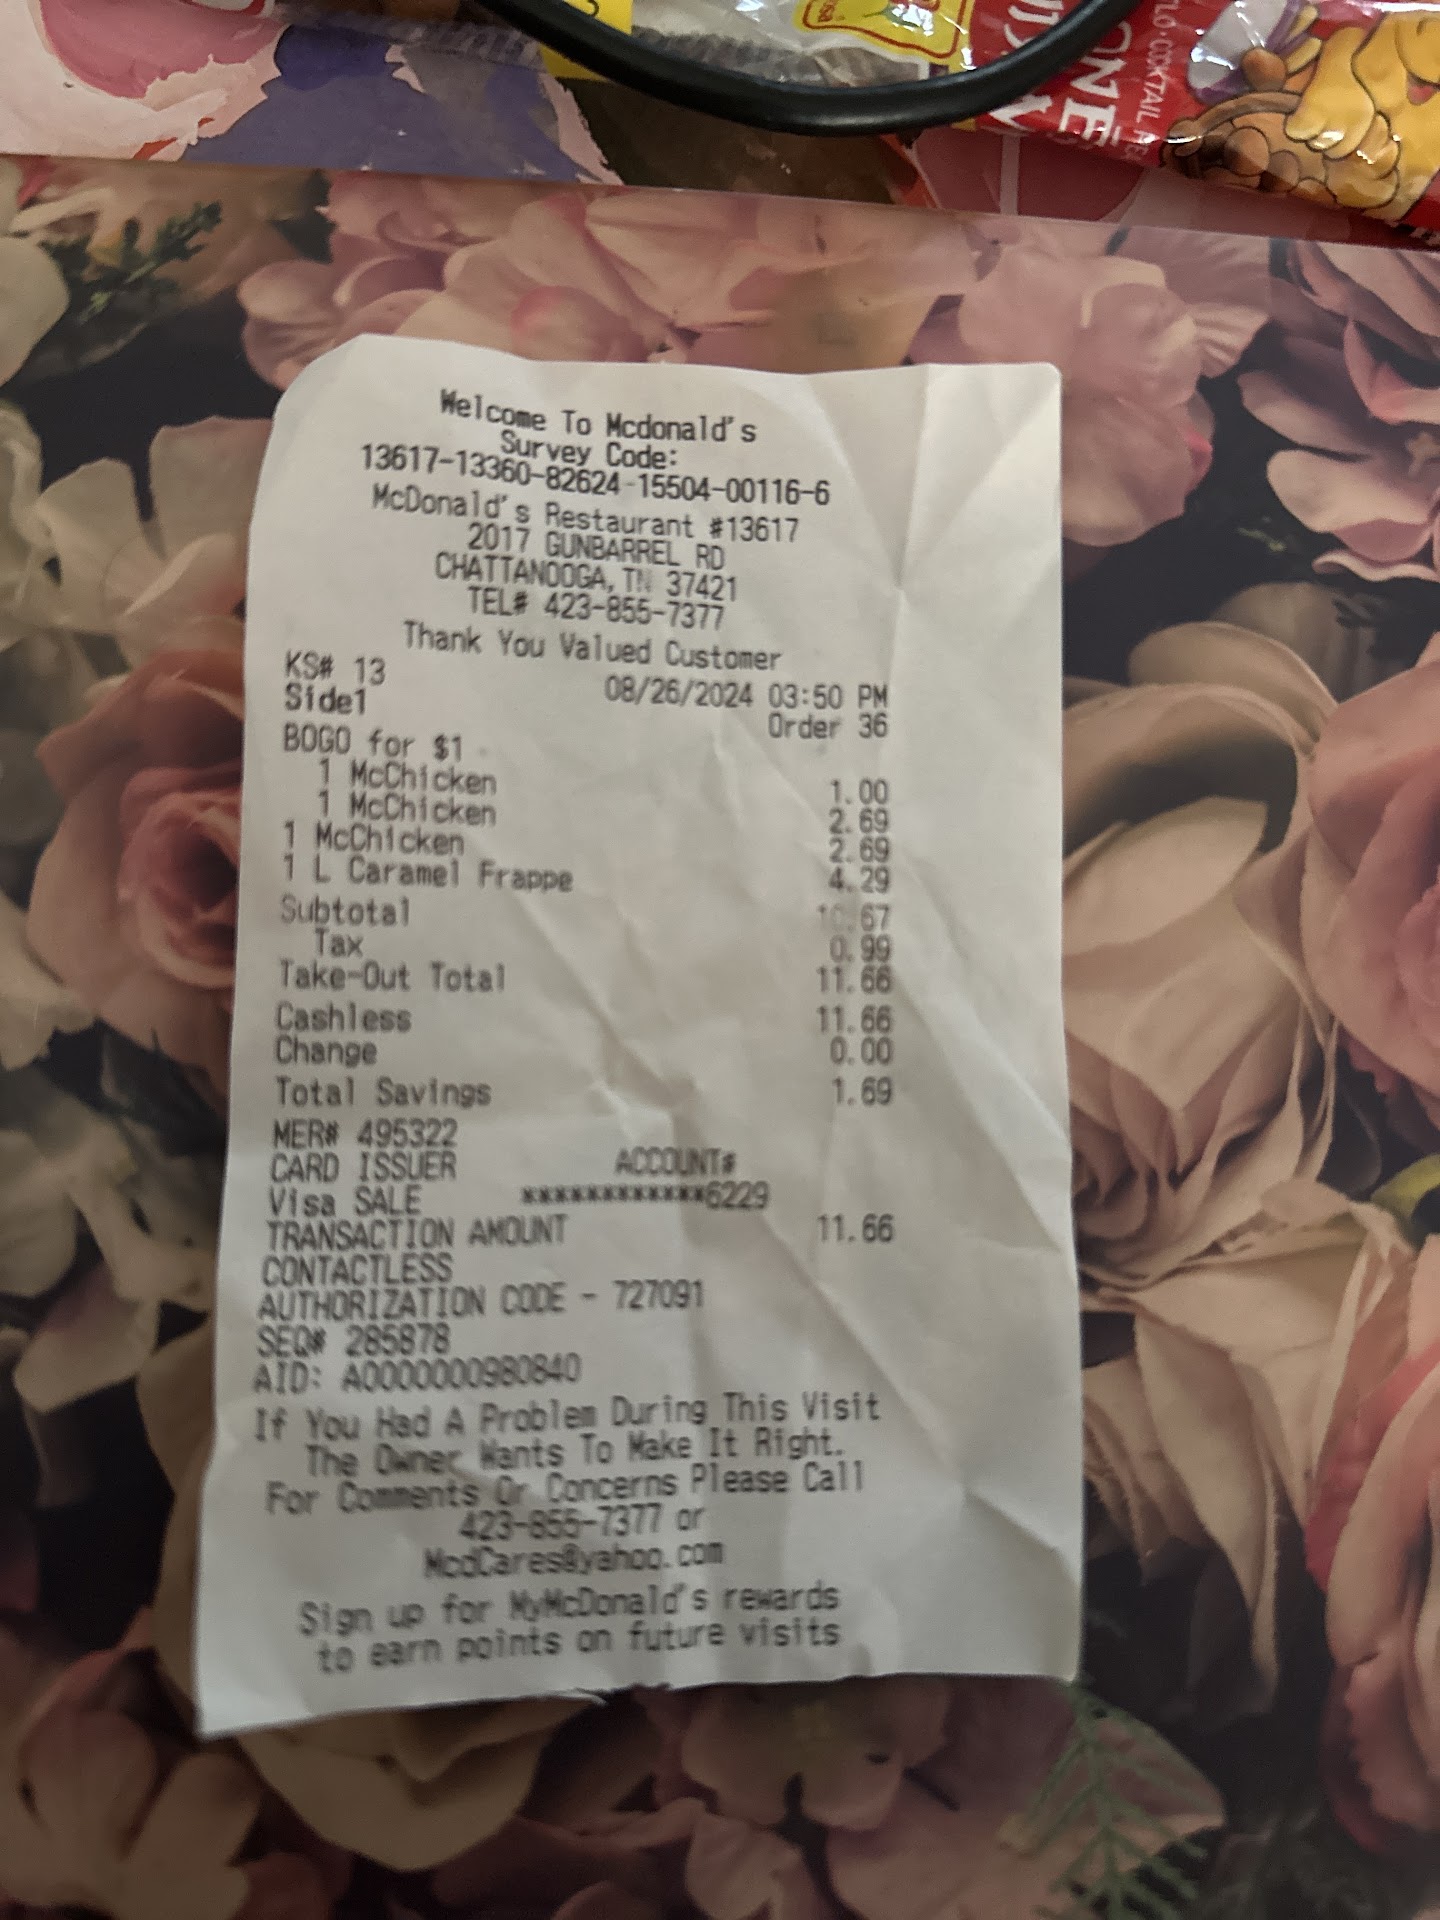 ONE
COCKTAIL
Welcome To Mcdonald's
Survey Code:
13617-13360-82624-15504-00116-6
McDonald's Restaurant #13617
2017 GUNBARREL RD
CHATTANOOGA, TN 37421
TEL# 423-855-7377
Thank You Valued Customer
KS# 13
Side1 08/26/2024 03:50 PM
Order 36
BOGO for $1
1 McChicken 1.00
1 McChicken 2.69
1 McChicken 2.69
1 L Caramel Frappe 4.29
Subtotal 10.67
Tax 0.99
Take-Out Total 11.66
Cashless 11.66
Change 0.00
Total Savings 1.69
MER# 495322
CARD ISSUER ACCOUNT#
Visa SALE ************6229
TRANSACTION AMOUNT 11.66
CONTACTLESS
AUTHORIZATION CODE - 727091
SEQ# 285878
AID: A0000000980840
If You Had A Problem During This Visit
The Owner Wants To Make It Right.
For Comments Or Concerns Please Call
423-855-7377 or
McdCares@yahoo.com
Sign up for MyMcDonald's rewards
to earn points on future visits